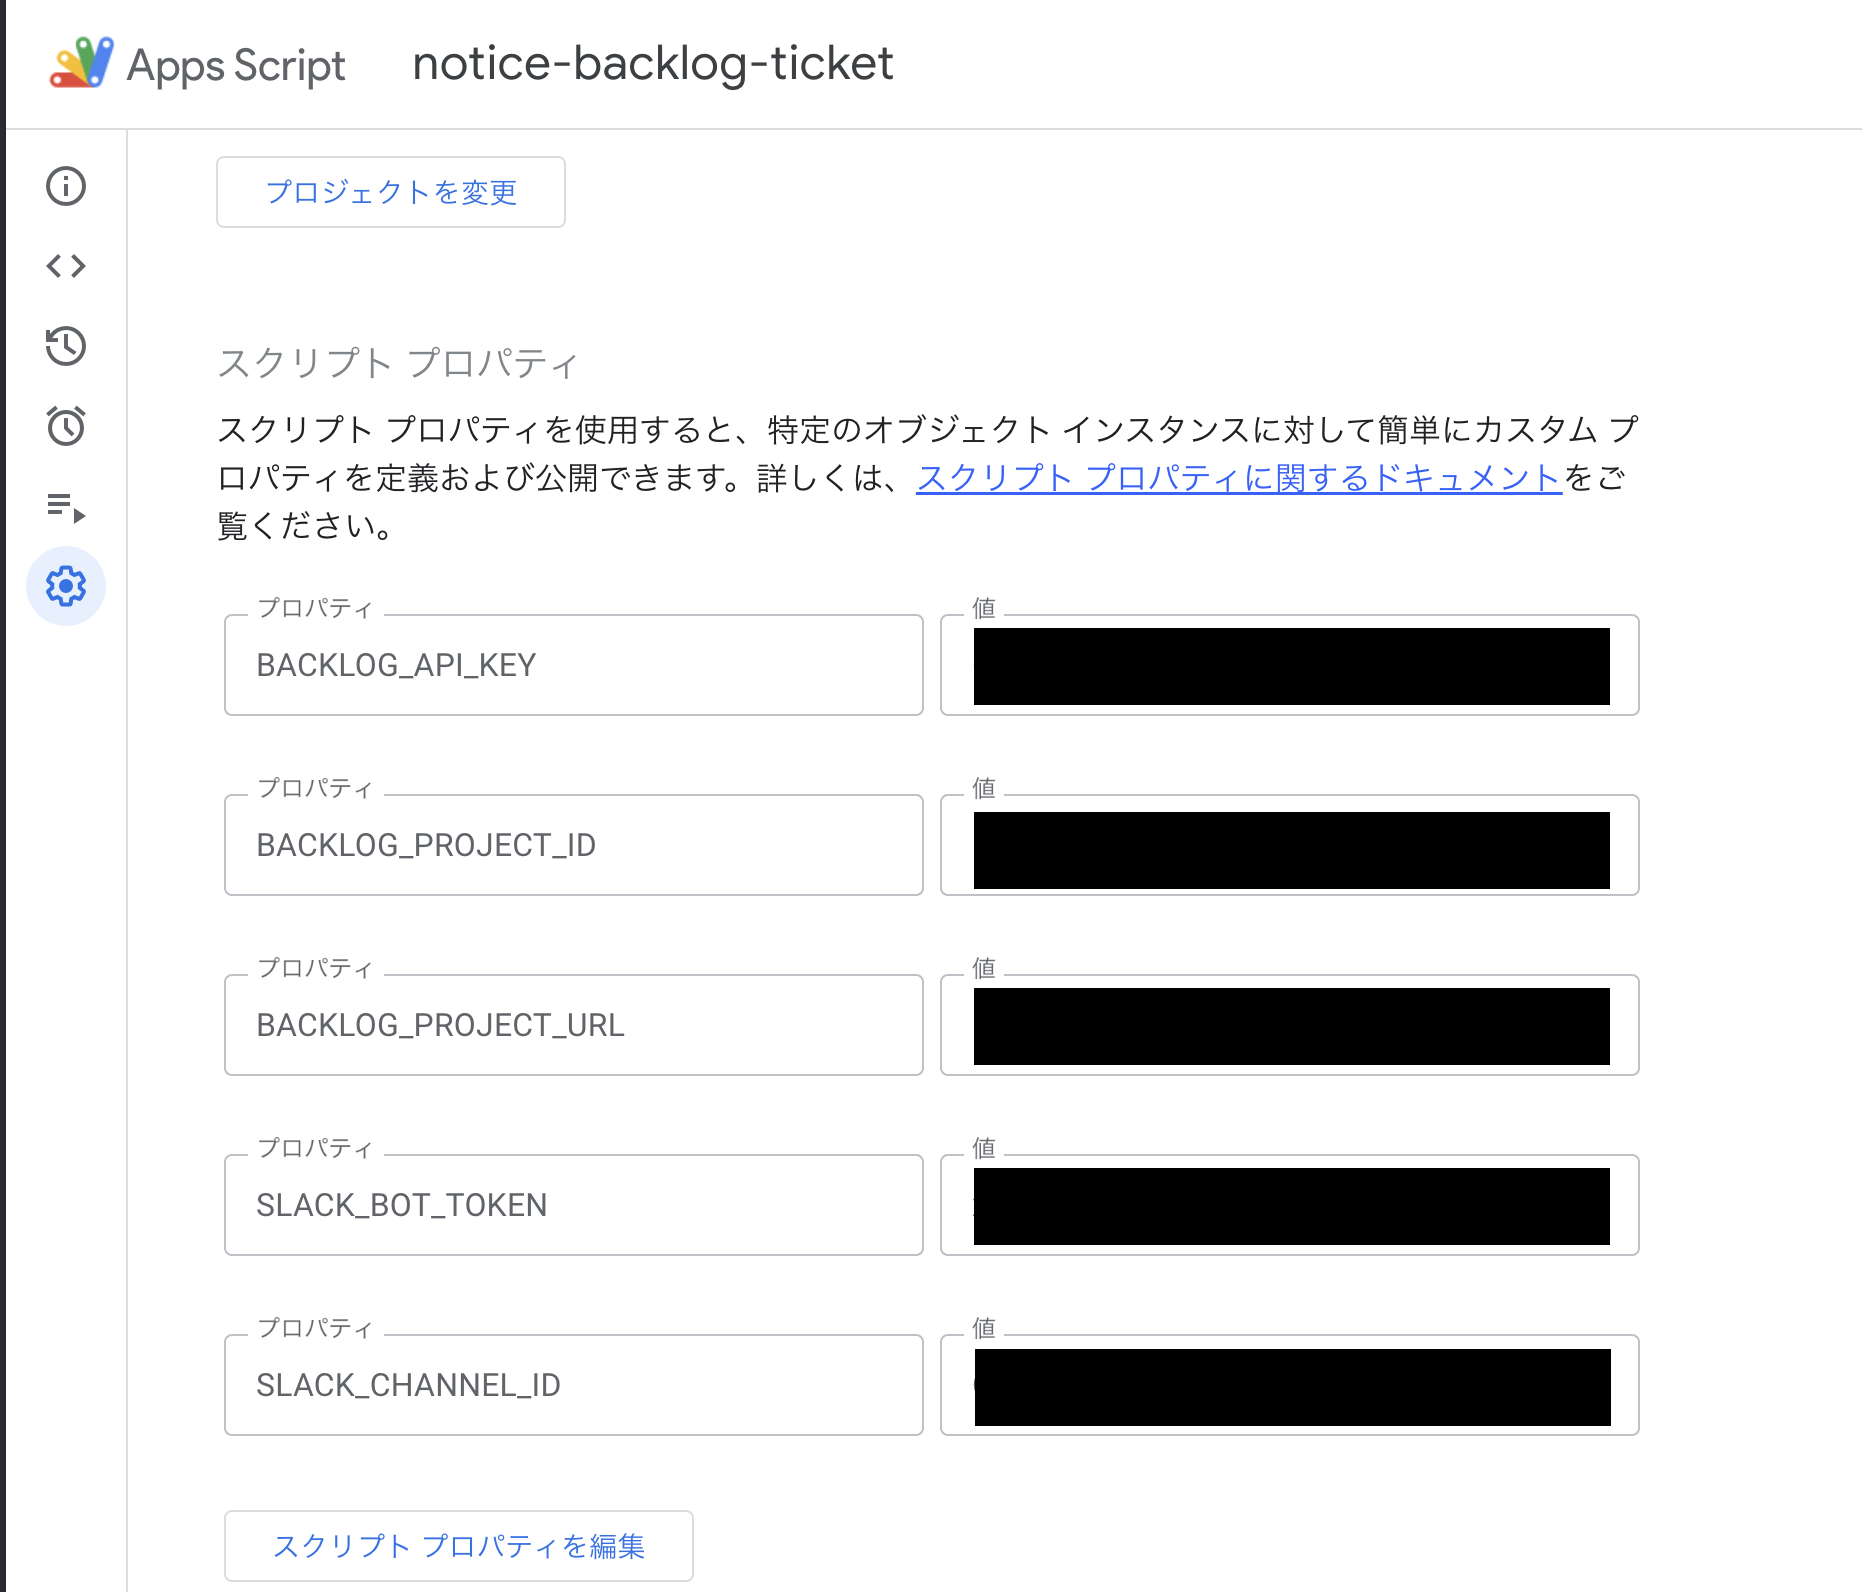 Apps Script notice-backlog-ticket
プロジェクトを変更
スクリプト プロパティ
スクリプト プロパティを使用すると、特定のオブジェクト インスタンスに対して簡単にカスタム プ
ロパティを定義および公開できます。詳しくは、スクリプト プロパティに関するドキュメントをご
覧ください。
プロパティ 値
BACKLOG_API_KEY
プロパティ 値
BACKLOG_PROJECT_ID
プロパティ 値
BACKLOG_PROJECT_URL
プロパティ 値
SLACK_BOT_TOKEN
プロパティ 値
SLACK_CHANNEL_ID
スクリプト プロパティを編集